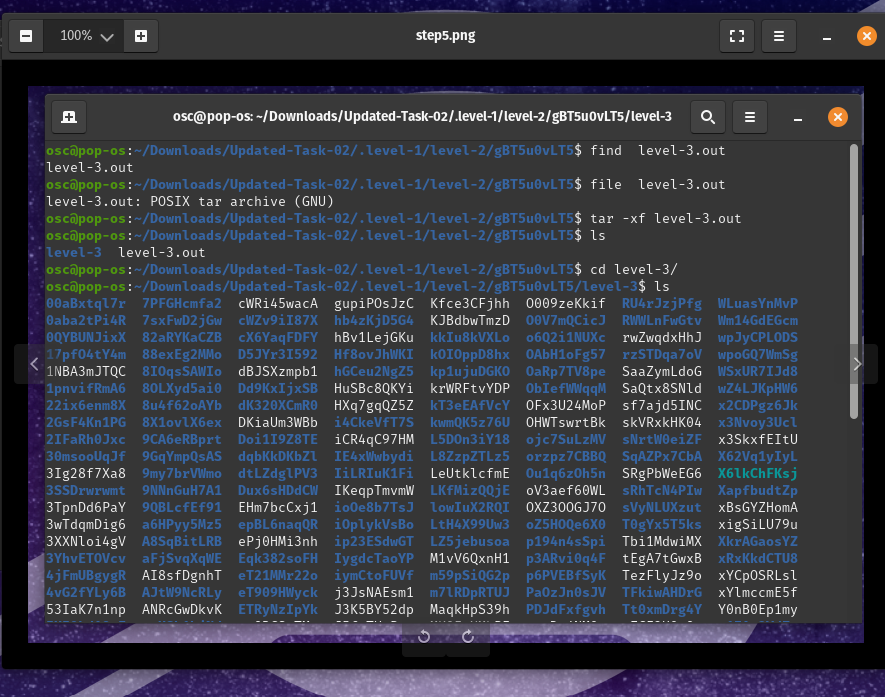 100%
step5.png
osc@pop-os: ~/Downloads/Updated-Task-02/.level-1/level-2/gBT5u0vLT5/level-3
osc@pop-os:~/Downloads/Updated-Task-02/.level-1/level-2/gBT5u0vLT5$ find  level-3.out
level-3.out
osc@pop-os:~/Downloads/Updated-Task-02/.level-1/level-2/gBT5u0vLT5$ file  level-3.out
level-3.out: POSIX tar archive (GNU)
osc@pop-os:~/Downloads/Updated-Task-02/.level-1/level-2/gBT5u0vLT5$ tar -xf level-3.out
osc@pop-os:~/Downloads/Updated-Task-02/.level-1/level-2/gBT5u0vLT5$ ls
level-3  level-3.out
osc@pop-os:~/Downloads/Updated-Task-02/.level-1/level-2/gBT5u0vLT5$ cd level-3/
osc@pop-os:~/Downloads/Updated-Task-02/.level-1/level-2/gBT5u0vLT5/level-3$ ls
00aBxtql7r  7PFGHcmfa2  cWRi45wacA  gupiPOsJzC  Kfce3CFjhh  O009zeKkif  RU4rJzjPfg  WLuasYnMvP
0aba2tPi4R  7sxFwD2jGw  cWZv9iI87X  hb4zKjD5G4  KJBdbwTmzD  O0V7mQCicJ  RWWLnFwGtv  Wm14GdEGcm
0QYBUNJixX  82aRYKaCZB  cX6YaqFDFY  hBv1LejGKu  kkIu8kVXLo  o6Q2i1NUXc  rwZwqdxHhJ  wpJyCPLODS
17pfO4tY4m  88exEg2MMo  D5JYr3I592  Hf8ovJhWKI  kOIOppD8hx  OAbH1oFg57  rzSTDqa7oV  wpoGQ7WmSg
1NBA3mJTQC  8IOqsSAWIo  dBJSXzmpb1  hGCeu2NgZ5  kp1ujuDGKO  OaRp7TV8pe  SaaZymLdoG  WSxUR7IJd8
1pnvifRmA6  8OLXyd5ai0  Dd9KxIjxSB  HuSBc8QKYi  krWRFtvYDP  ObIefWWqqM  SaQtx8SNld  wZ4LJKpHW6
22ix6enm8X  8u4f62oAYb  dK320XCmR0  HXq7gqQZ5Z  kT3eEAfVcY  OFx3U24MoP  sf7ajd5INC  x2CDPgz6Jk
2GsF4Kn1PG  8X1ovlX6ex  DKiaUm3WBb  i4CkeVfT7S  kwmQK5z76U  OHWTswrtBk  skVRxkHK04  x3Nvoy3Ucl
2IFaRh0Jxc  9CA6eRBprt  Doi1I9Z8TE  iCR4qC97HM  L5DOn3iY18  ojc7SuLzMV  sNrtW0eiZF  x3SkxfEItU
30msooUqJf  9GqYmpQsAS  dqbKkDKbZl  IE4xWwbydi  L8ZzpZTLz5  orzpz7CBBQ  SqAZPx7CbA  X62Vq1yIyL
3Ig28f7Xa8  9my7brVWmo  dtLZdglPV3  IiLRIuK1Fi  LeUtklcfmE  Ou1q6zOh5n  SRgPbWeEG6  X6lkChFKsj
3SSDrwrwmt  9NNnGuH7A1  Dux6sHDdCW  IKeqpTmvmW  LKfMizQQjE  oV3aef60WL  sRhTcN4PIw  XapfbudtZp
3TpnDd6PaY  9QBLcfEf91  EHm7bcCxj1  ioOe8b7TsJ  lowIuX2RQI  OXZ3OOGJ7O  sVyNLUXzut  xBsGYZHomA
3wTdqmDig6  a6HPyy5Mz5  epBL6naqQR  iOplykVsBo  LtH4X99Uw3  oZ5HOQe6X0  T0gYx5T5ks  xigSiLU79u
3XXNloi4gV  A8SqBitLRB  ePj0HMi3nh  ip23ESdwGT  LZ5jebusoa  p194n4sSpi  Tbi1MdwiMX  XkrAGaosYZ
3YhvETOVcv  aFjSvqXqWE  Eqk382soFH  IygdcTaoYP  M1vV6QxnH1  p3ARvi0q4F  tEgA7tGwxB  xRxKkdCTU8
4jFmUBgygR  AI8sfDgnhT  eT21MMr22o  iymCtoFUVf  m59pSiQG2p  p6PVEBfSyK  TezFlyJz9o  xYCpOSRLsl
4vG2fYLy6B  AJtW9NcRLy  eT909HWyck  j3JsNAEsm1  m7lRDpRTUJ  PaOzJn0sJV  TFkiwAHDrG  xYlmccmE5f
53IaK7n1np  ANRcGwDkvK  ETRyNzIpYk  J3K5BY52dp  MaqkHpS39h  PDJdFxfgvh  Tt0xmDrg4Y  Y0nB0Ep1my